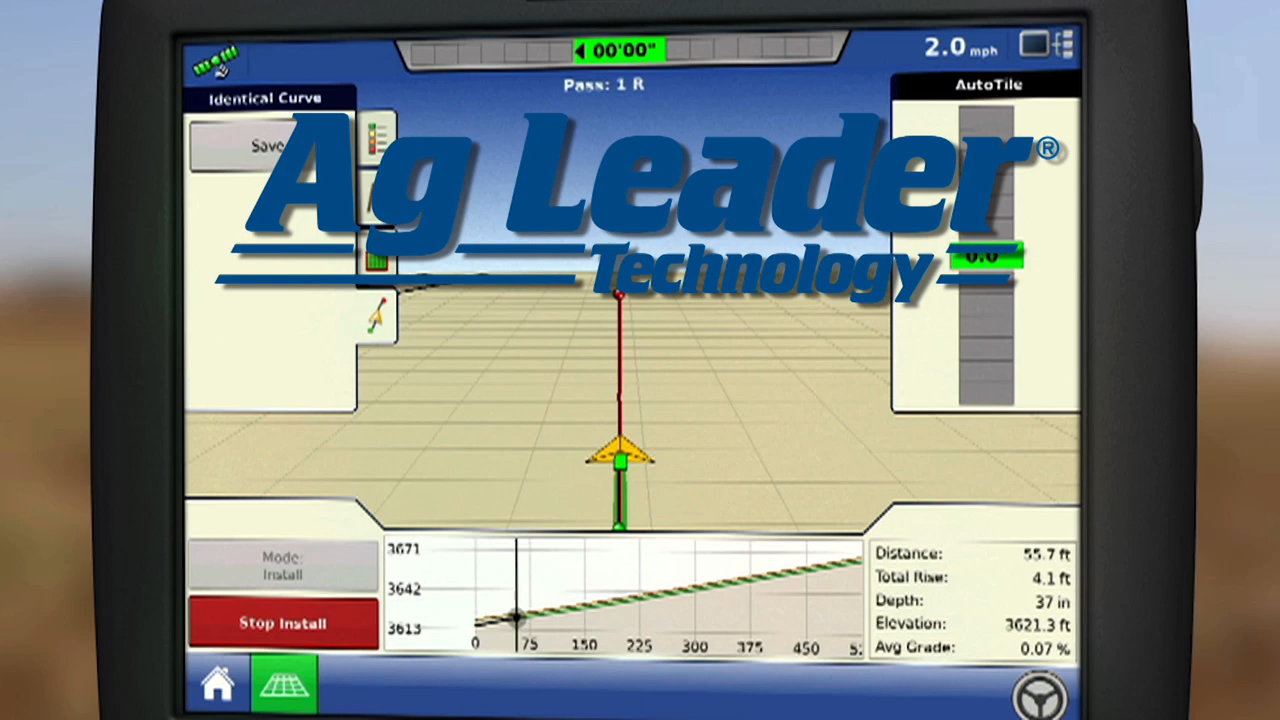 00'00"
2.0 mph
Pass: 1 R
Identical Curve
AutoTile
Save
Ag Leader®
Technology
0.0
Mode:
Install
Stop Install
3671
3642
3613
0 75 150 225 300 375 450
Distance: 55.7 ft
Total Rise: 4.1 ft
Depth: 37 in
Elevation: 3621.3 ft
Avg Grade: 0.07 %